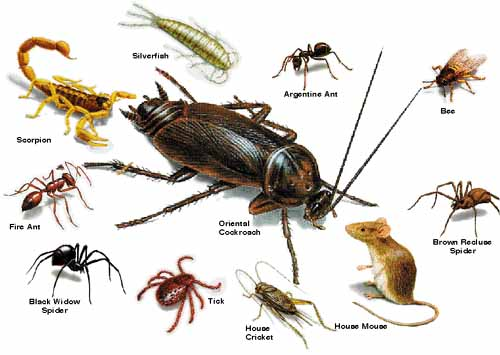 Silverfish
Argentine Ant
Bee
Scorpion
Fire Ant
Oriental
Cockroach
Brown Recluse
Spider
Black Widow
Spider
Tick
House
Cricket
House Mouse